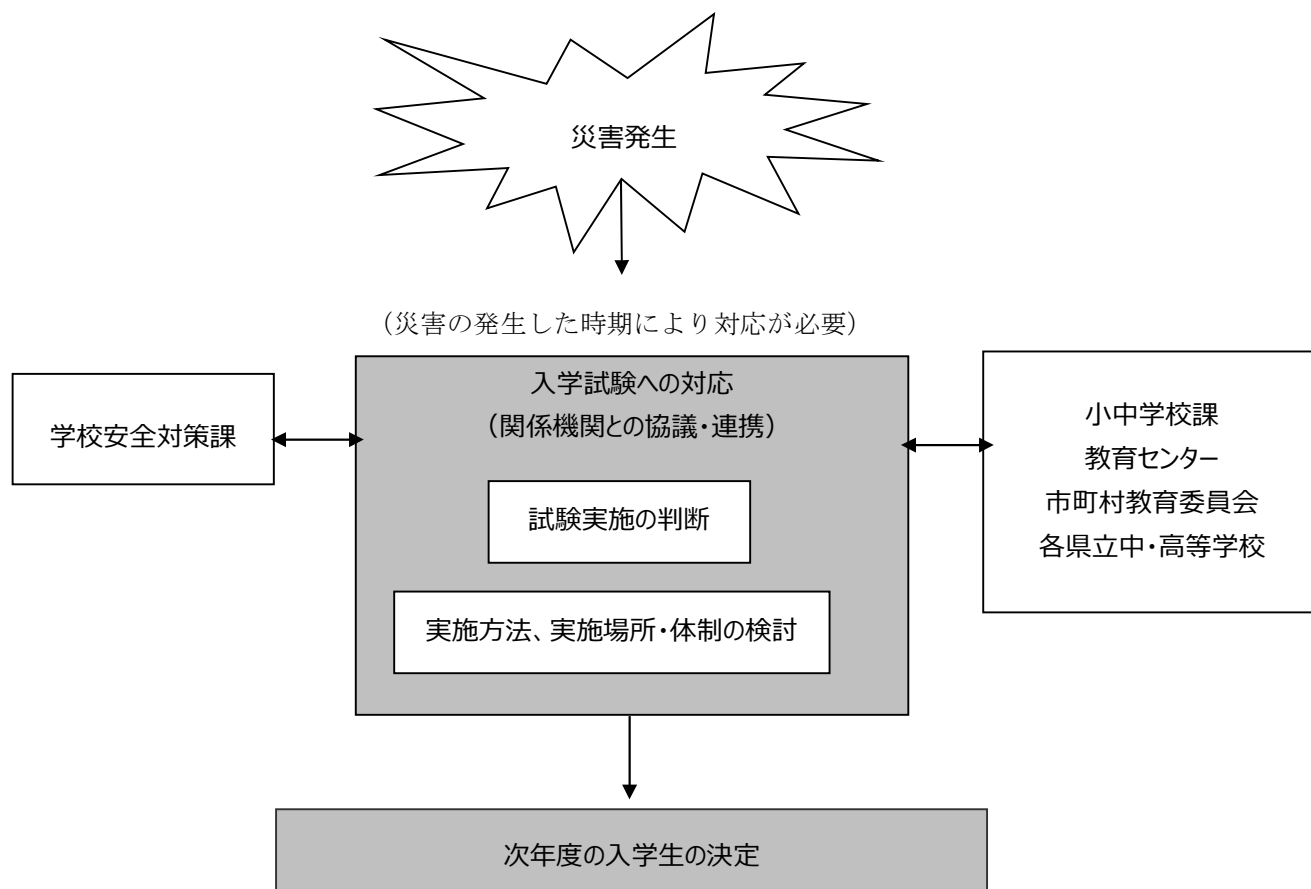 災害発生
（災害の発生した時期により対応が必要）
入学試験への対応
（関係機関との協議・連携）
学校安全対策課
試験実施の判断
実施方法、実施場所・体制の検討
小中学校課
教育センター
市町村教育委員会
各県立中・高等学校
次年度の入学生の決定